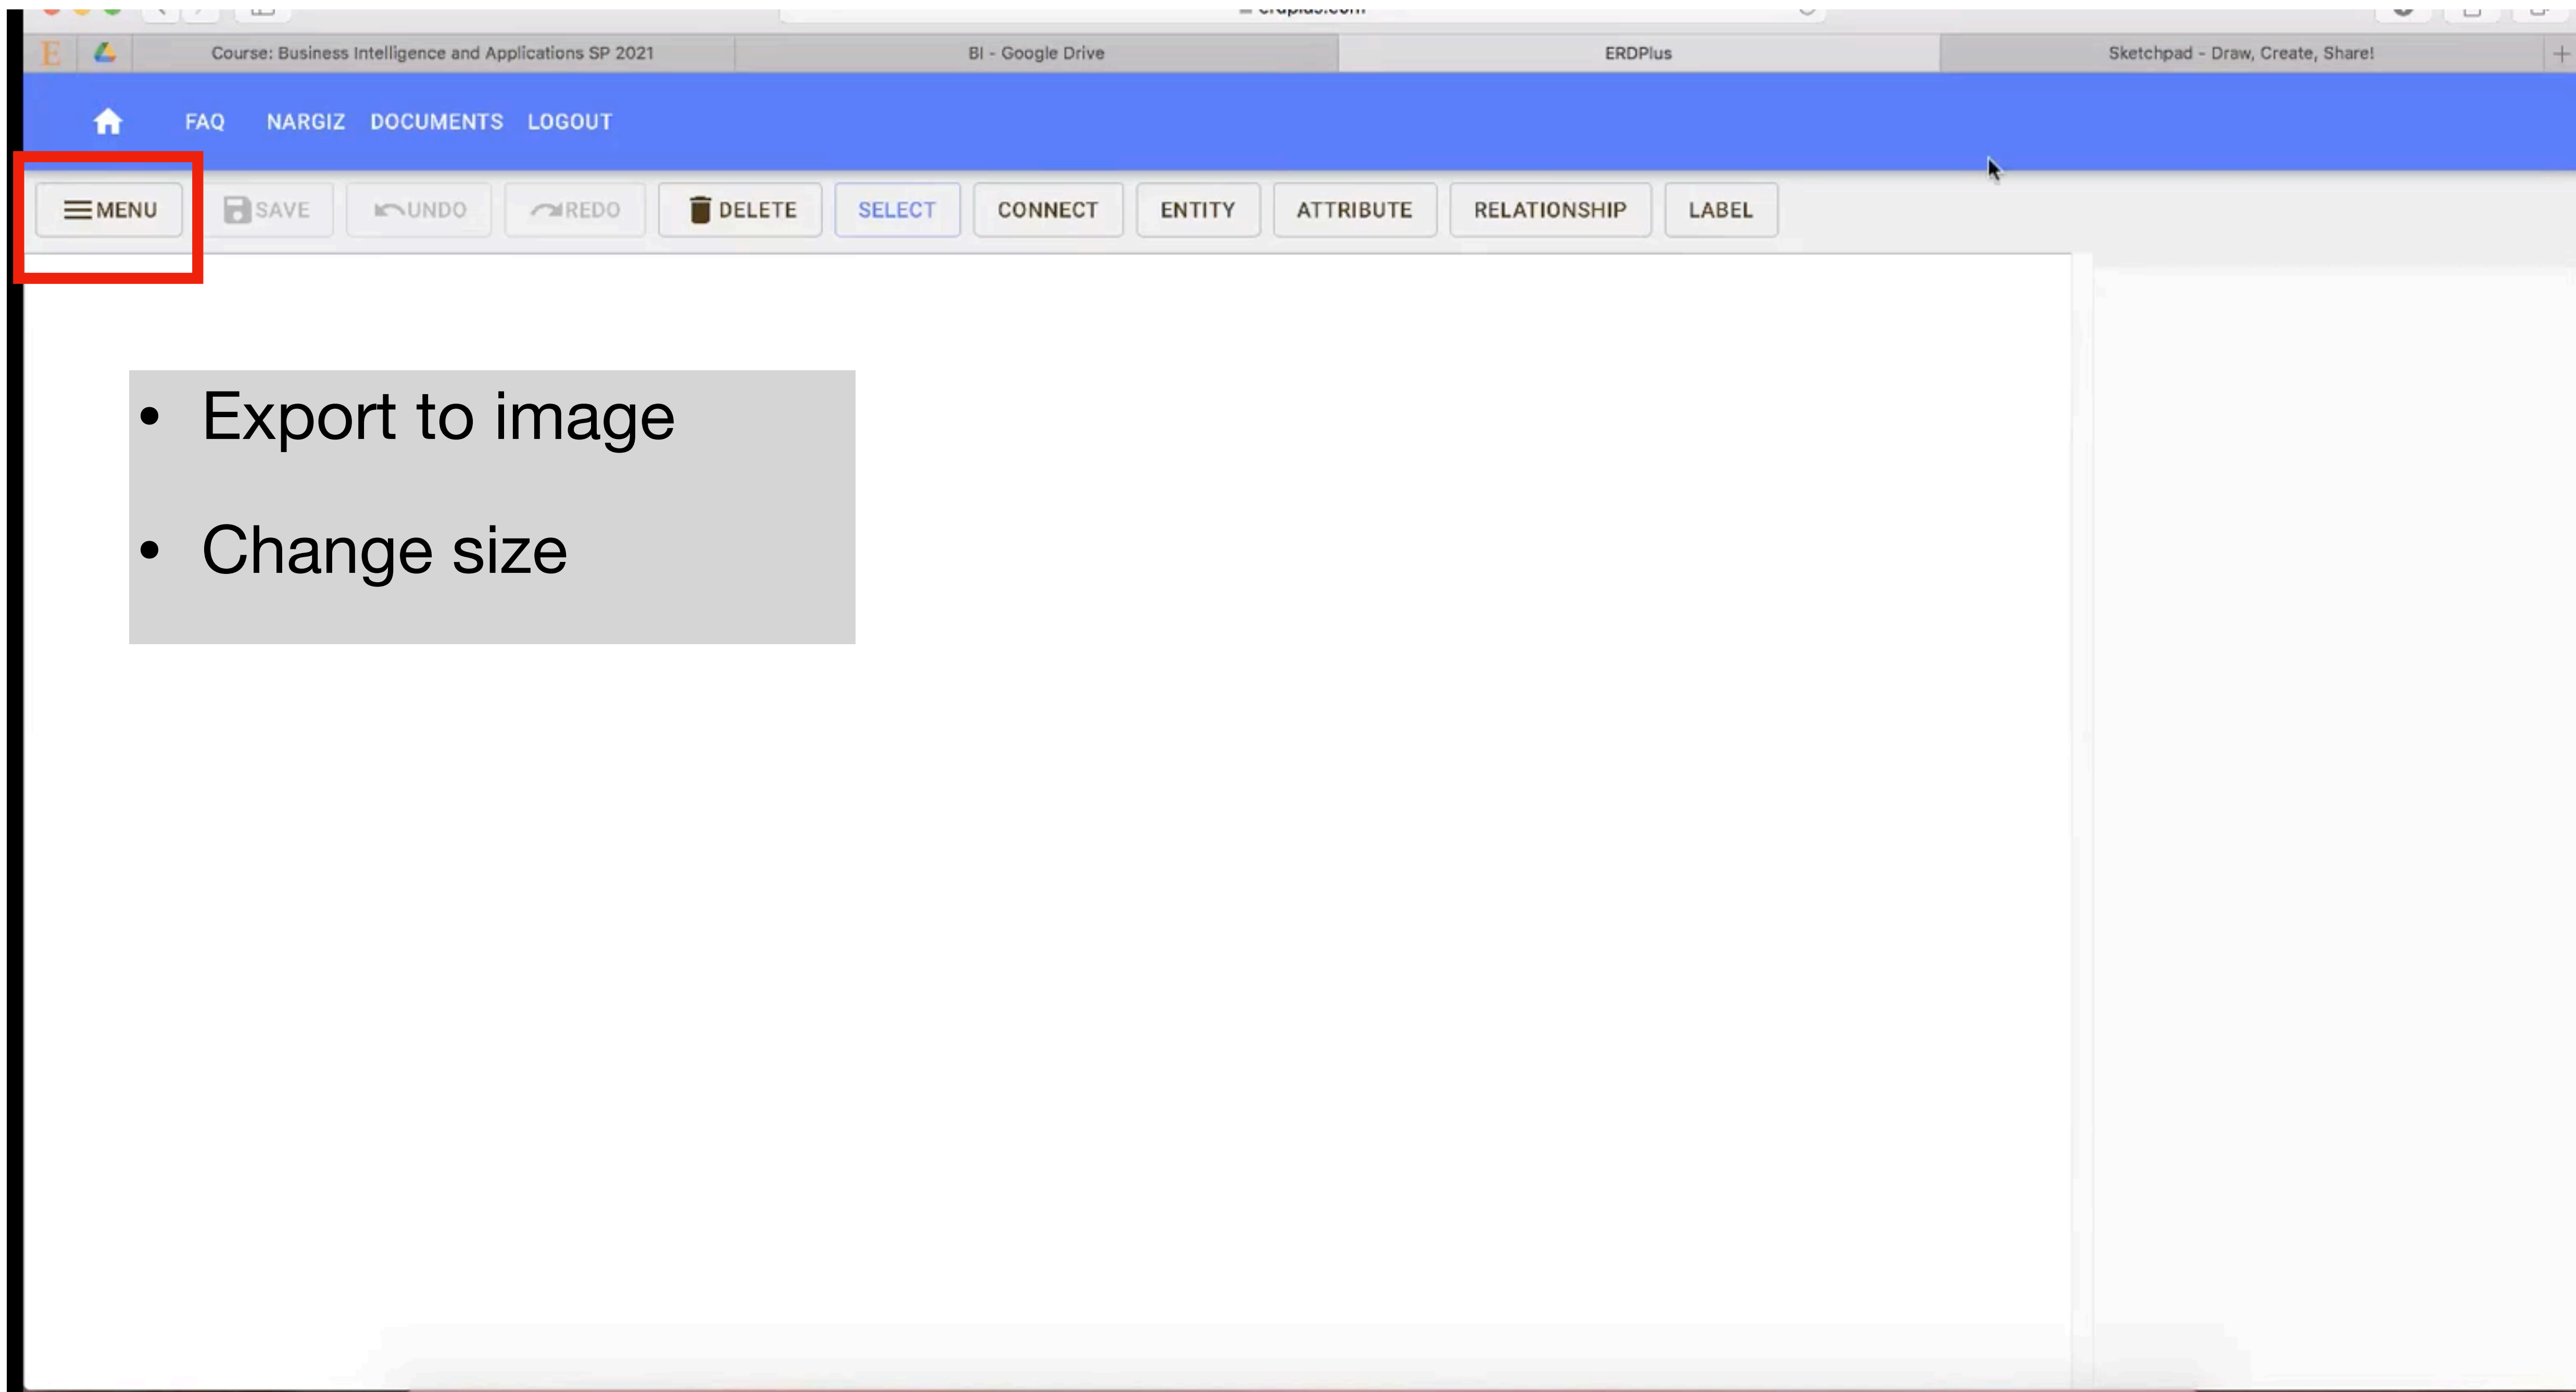 E
Course: Business Intelligence and Applications SP 2021
BI - Google Drive
ERDPlus
Sketchpad - Draw, Create, Share!
FAQ NARGIZ DOCUMENTS LOGOUT
MENU SAVE UNDO REDO DELETE SELECT CONNECT ENTITY ATTRIBUTE RELATIONSHIP LABEL
• Export to image
• Change size